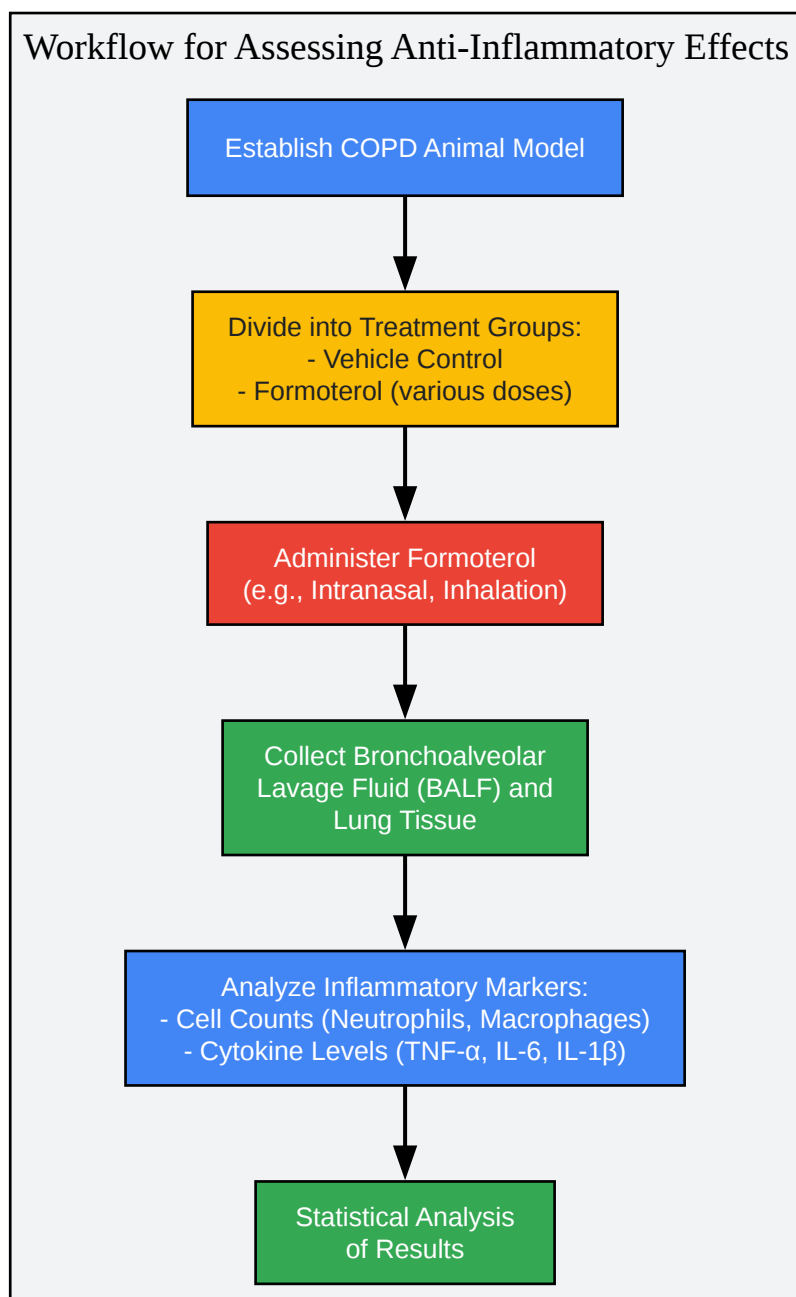 Workflow for Assessing Anti-Inflammatory Effects
Establish COPD Animal Model
Divide into Treatment Groups:
- Vehicle Control
- Formoterol (various doses)
Administer Formoterol
(e.g., Intranasal, Inhalation)
Collect Bronchoalveolar
Lavage Fluid (BALF) and
Lung Tissue
Analyze Inflammatory Markers:
- Cell Counts (Neutrophils, Macrophages)
- Cytokine Levels (TNF-α, IL-6, IL-1β)
Statistical Analysis
of Results